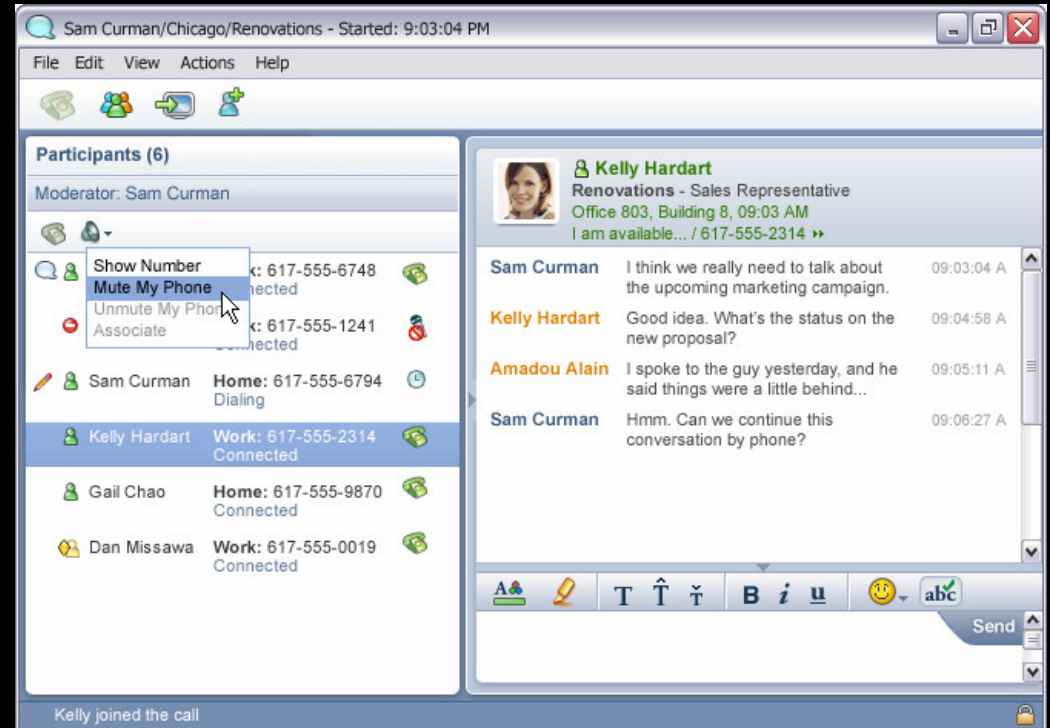 Sam Curman/Chicago/Renovations - Started: 9:03:04 PM
File Edit View Actions Help
Participants (6)
Moderator: Sam Curman
Show Number
Mute My Phone
Unmute My Phone
Associate
k: 617-555-6748
nected
k: 617-555-1241
nected
Sam Curman Home: 617-555-6794
Dialing
Kelly Hardart Work: 617-555-2314
Connected
Gail Chao Home: 617-555-9870
Connected
Dan Missawa Work: 617-555-0019
Connected
Kelly Hardart
Renovations - Sales Representative
Office 803, Building 8, 09:03 AM
I am available... / 617-555-2314
Sam Curman I think we really need to talk about 09:03:04 A
the upcoming marketing campaign.
Kelly Hardart Good idea. What's the status on the 09:04:58 A
new proposal?
Amadou Alain I spoke to the guy yesterday, and he 09:05:11 A
said things were a little behind...
Sam Curman Hmm. Can we continue this 09:06:27 A
conversation by phone?
A T T T B i u abc
Send
Kelly joined the call